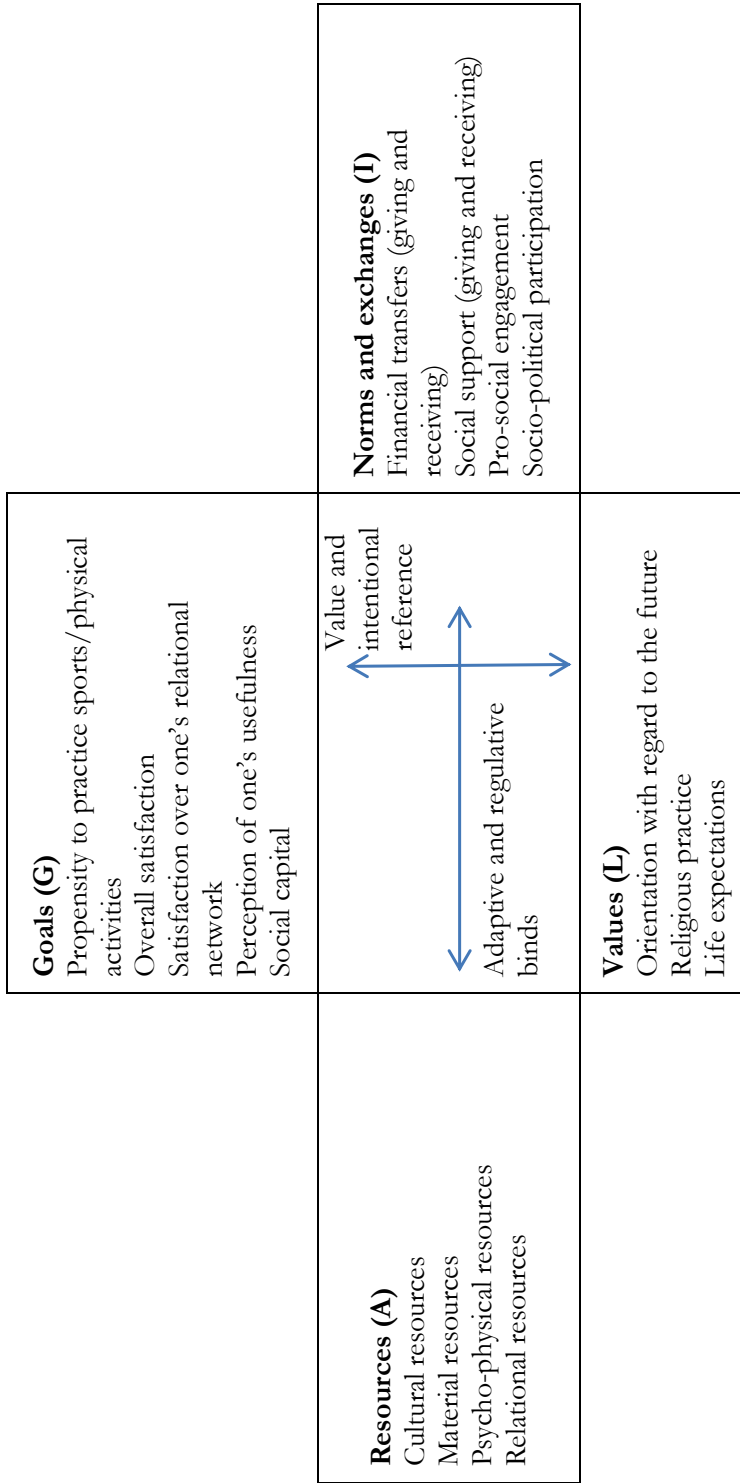 Goals (G)
Propensity to practice sports/physical
activities
Overall satisfaction
Satisfaction over one's relational
network
Perception of one's usefulness
Social capital
Resources (A)
Cultural resources
Material resources
Psycho-physical resources
Relational resources
Value and
intentional
reference
Adaptive and regulative
binds
Norms and exchanges (I)
Financial transfers (giving and
receiving)
Social support (giving and receiving)
Pro-social engagement
Socio-political participation
Values (L)
Orientation with regard to the future
Religious practice
Life expectations